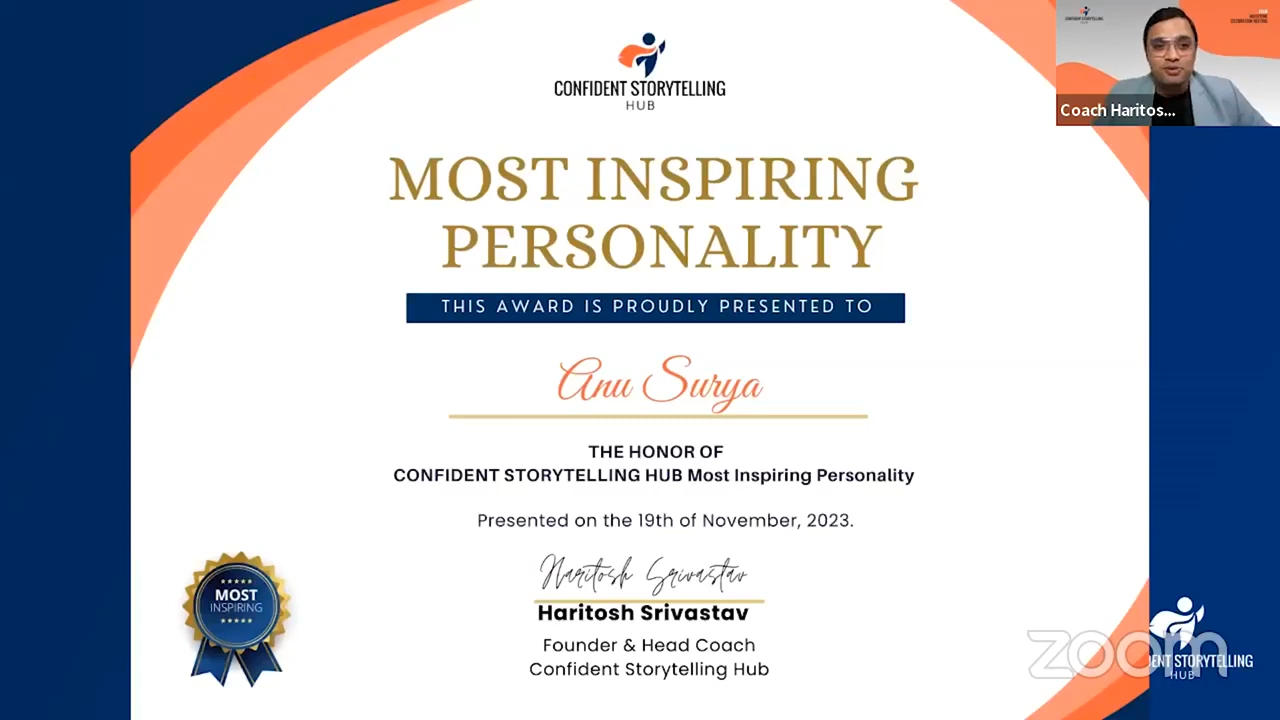 CONFIDENT STORYTELLING
HUB
MOST INSPIRING
PERSONALITY
THIS AWARD IS PROUDLY PRESENTED TO
Anu Surya
THE HONOR OF
CONFIDENT STORYTELLING HUB Most Inspiring Personality
Presented on the 19th of November, 2023.
Haritosh Srivastav
Haritosh Srivastav
Founder & Head Coach
Confident Storytelling Hub
MOST
INSPIRING
Coach Haritos...
zoom
ENT STORYTELLING
HUB